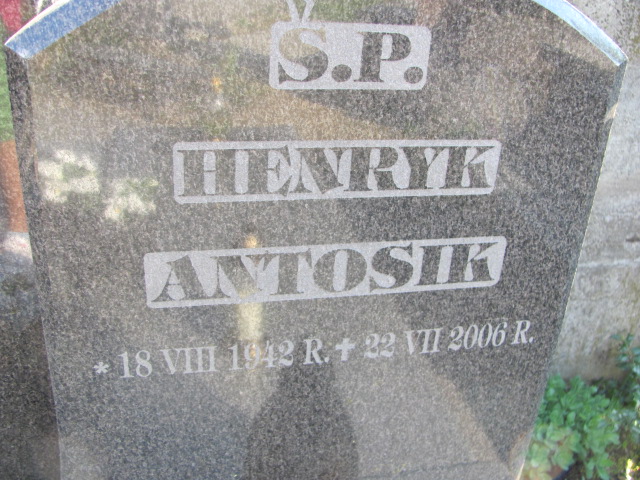 Ś.P.
HENRYK
ANTOSIK
* 18 VIII 1942 R. ✝ 22 VII 2006 R.